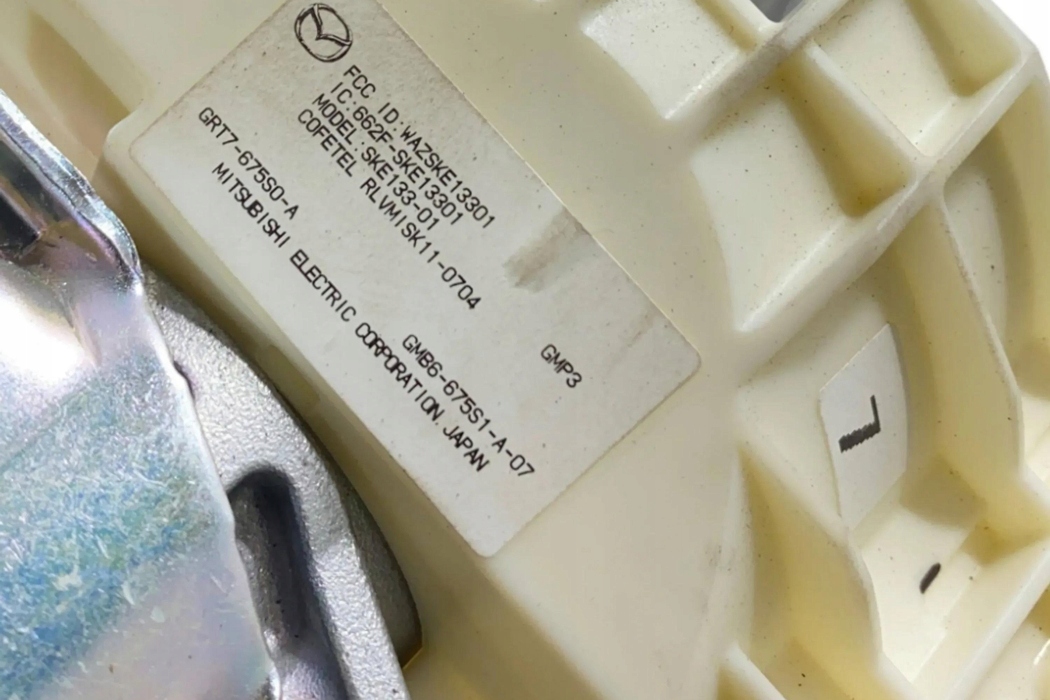 FCC ID:WAZSKE13301
IC:662F-SKE13301
MODEL.SKE133-01
COFETEL RLVMISK11-0704
GRT7-675S0-A
MITSUBISHI ELECTRIC CORPORATION.JAPAN
GMP3
GMB6-675S1-A-07
L